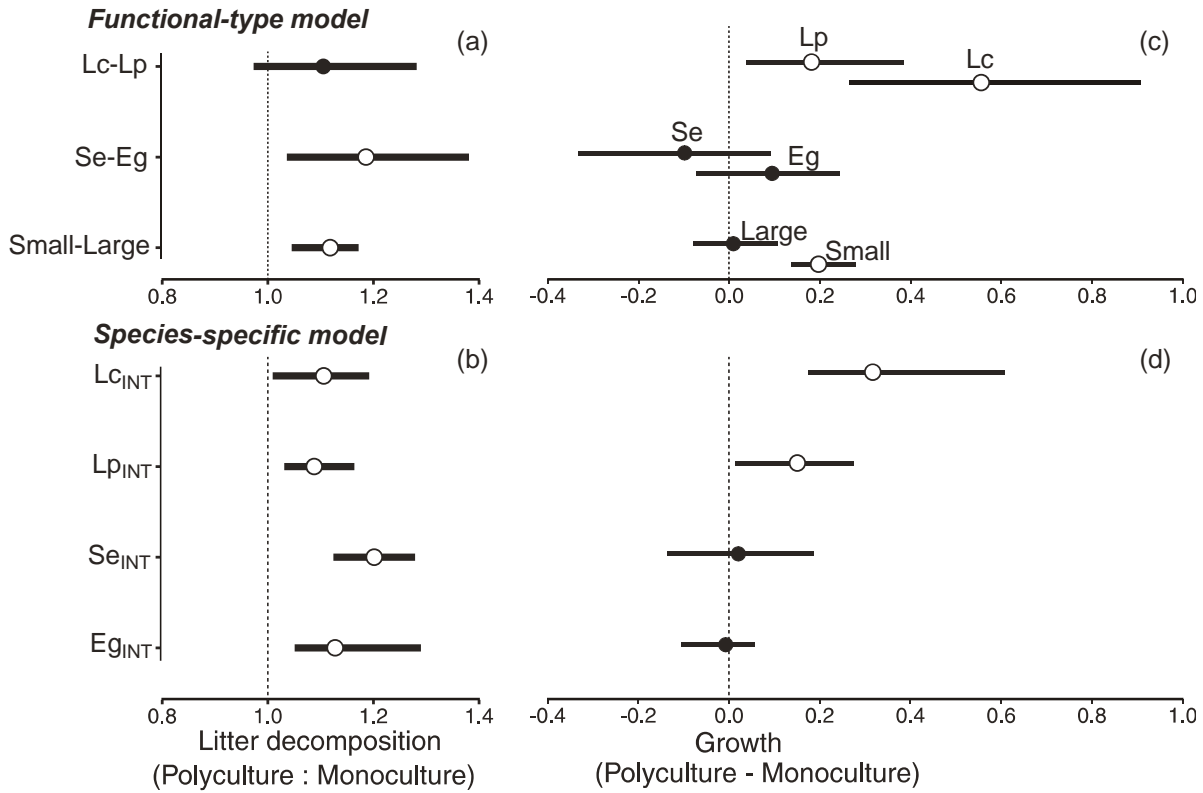 Functional-type model
(a)
Lc-Lp
Se-Eg
Small-Large
0.8 1.0 1.2 1.4
(c)
Lp
Lc
Se
Eg
Large
Small
-0.4 -0.2 0.0 0.2 0.4 0.6 0.8 1.0
Species-specific model
(b)
LcINT
LpINT
SeINT
EgINT
0.8 1.0 1.2 1.4
Litter decomposition
(Polyculture : Monoculture)
(d)
-0.4 -0.2 0.0 0.2 0.4 0.6 0.8 1.0
Growth
(Polyculture - Monoculture)